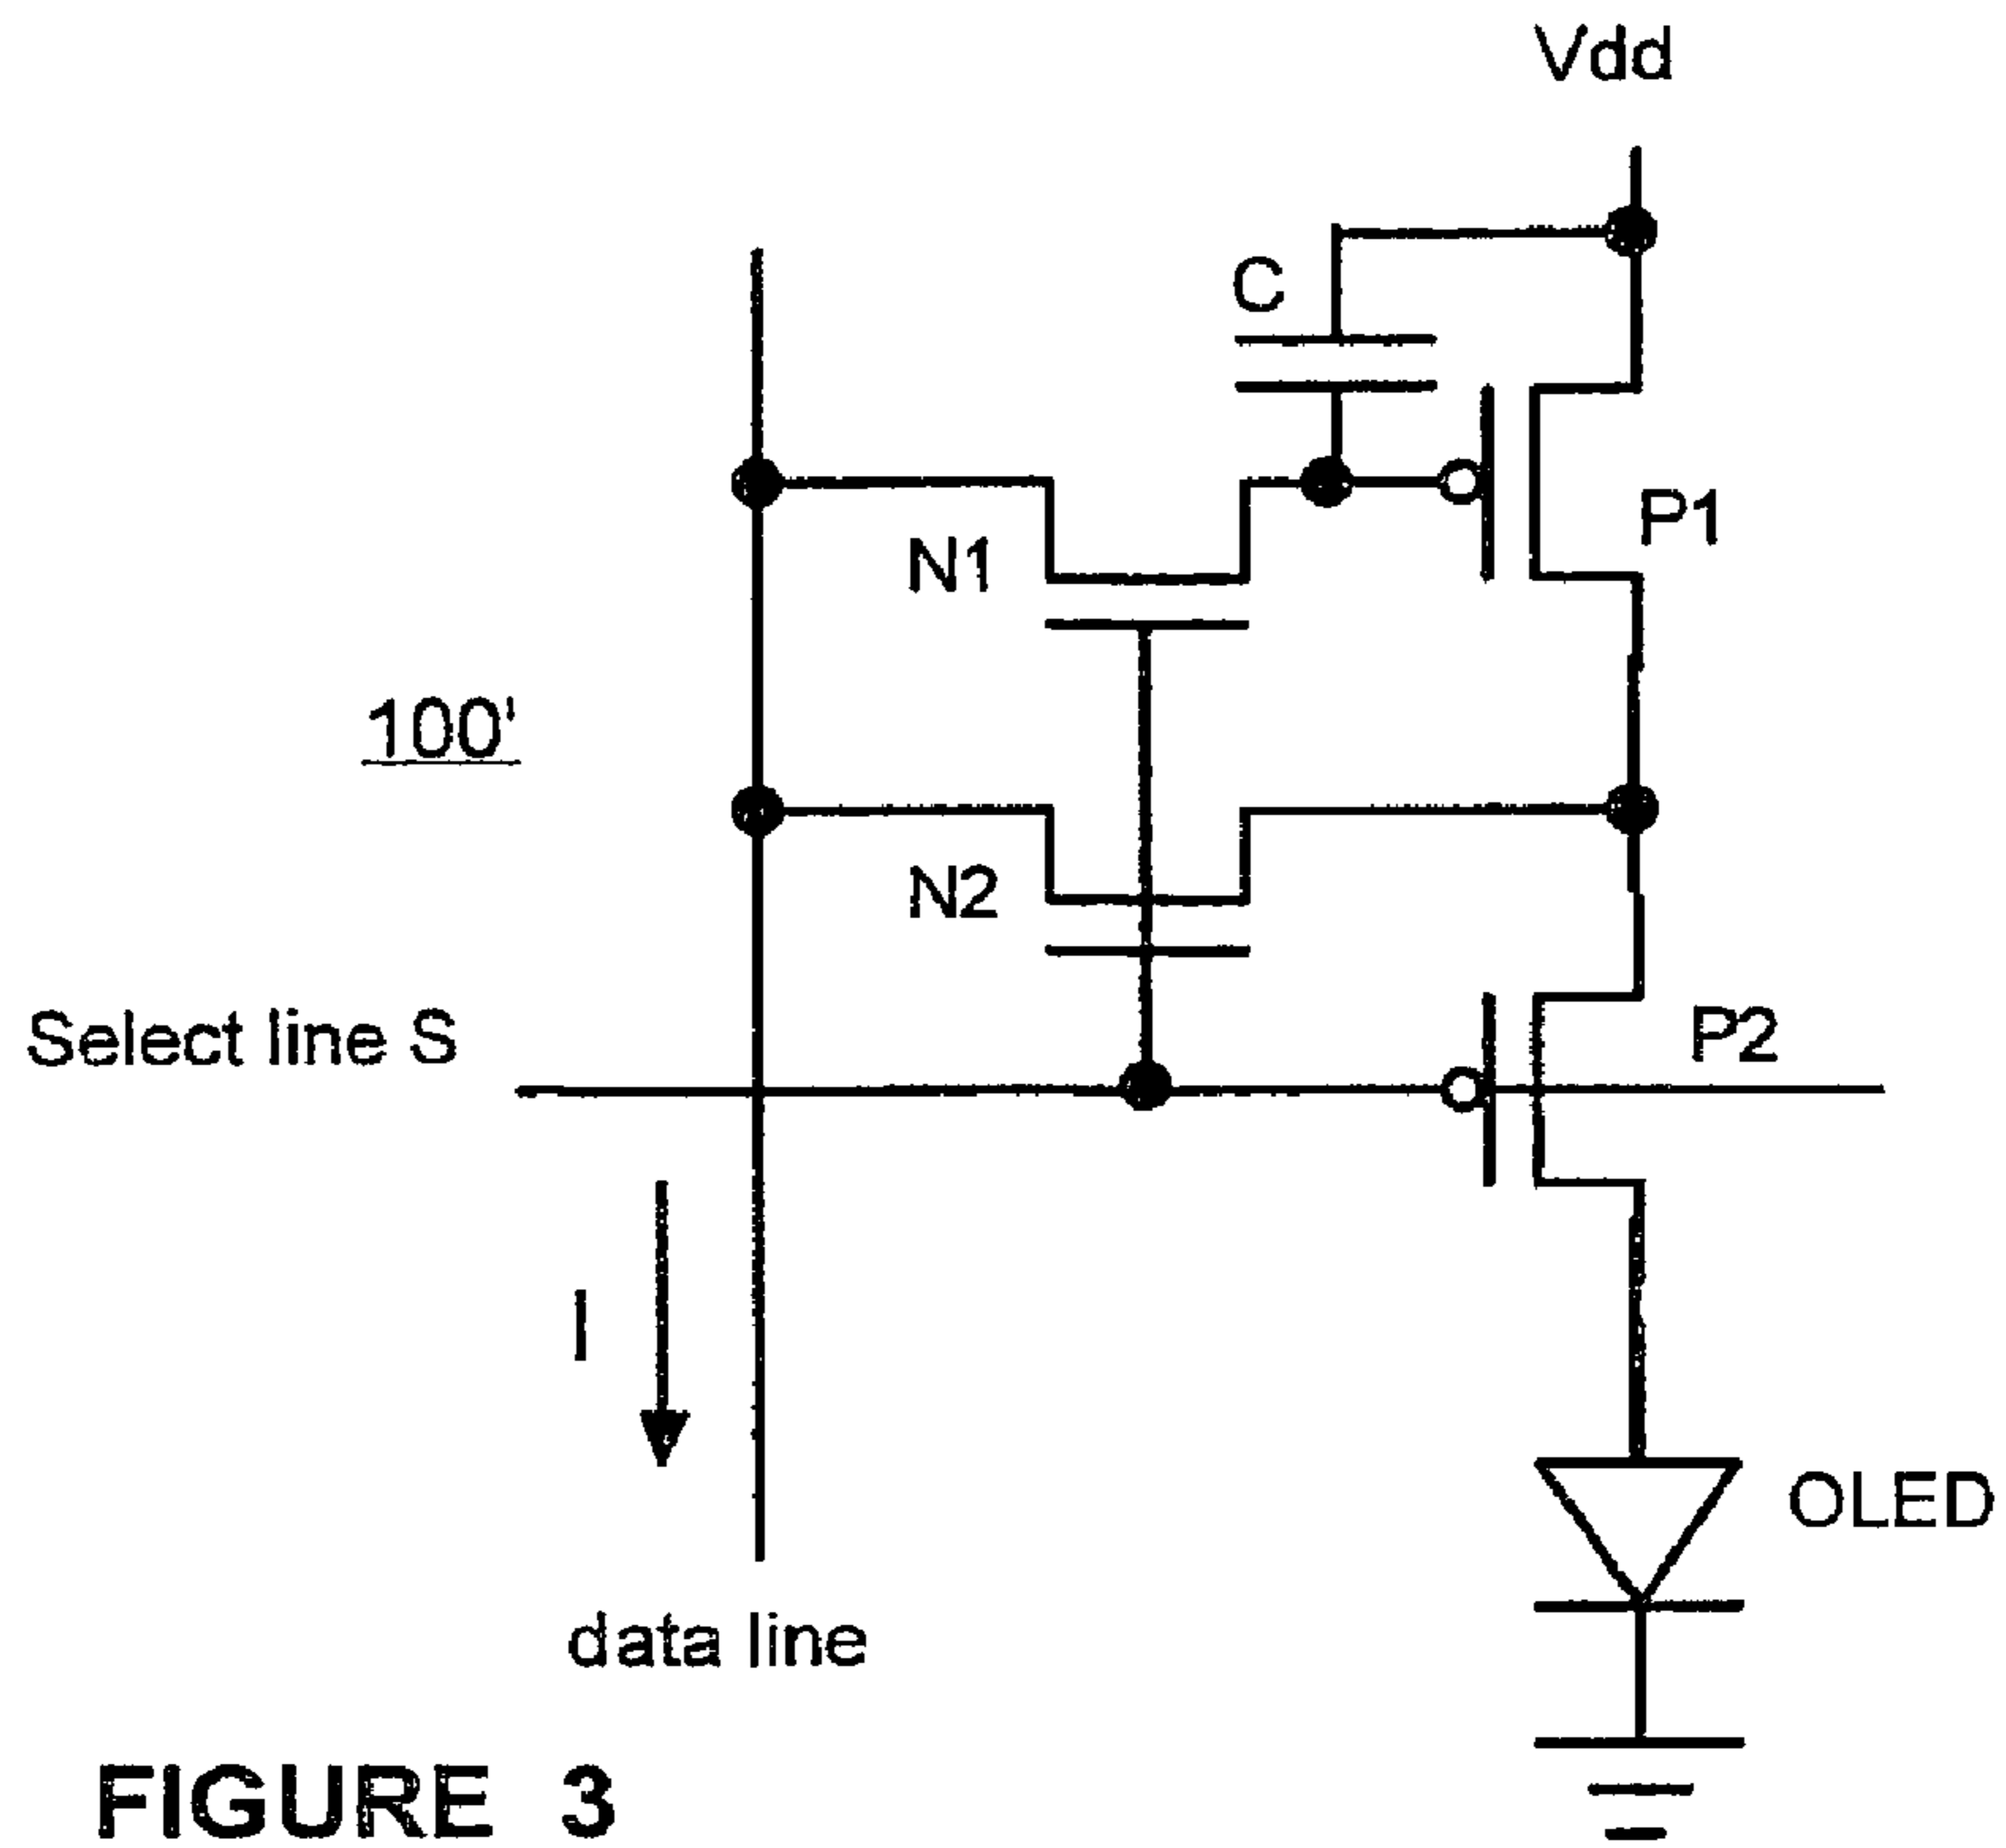 Vdd
C
P1
N1
100'
N2
Select line S
P2
I
OLED
data line
FIGURE 3